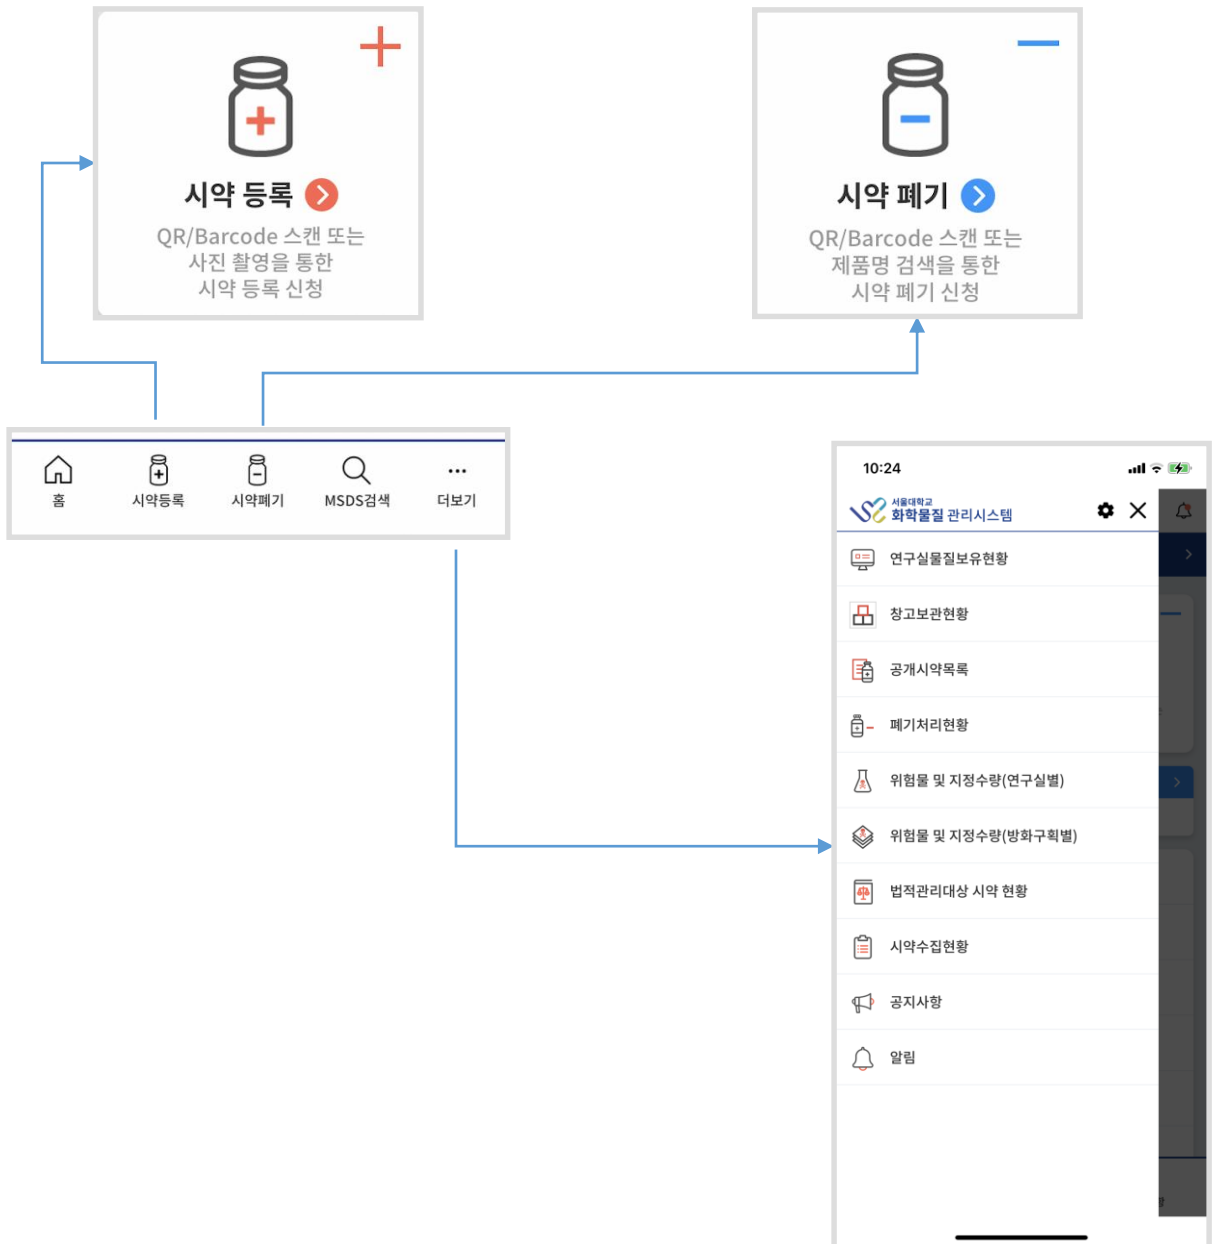 시약 등록
QR/Barcode 스캔 또는
사진 촬영을 통한
시약 등록 신청
시약 폐기
QR/Barcode 스캔 또는
제품명 검색을 통한
시약 폐기 신청
홈
시약등록
시약폐기
MSDS검색
더보기
10:24
서울대학교
화학물질 관리시스템
연구실물질보유현황
창고보관현황
공개시약목록
폐기처리현황
위험물 및 지정수량(연구실별)
위험물 및 지정수량(방화구획별)
법적관리대상 시약 현황
시약수집현황
공지사항
알림